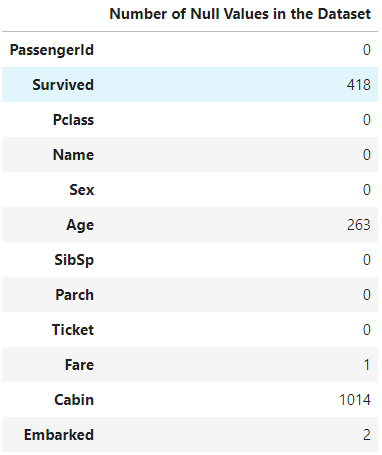 Number of Null Values in the Dataset
PassengerId 0
Survived 418
Pclass 0
Name 0
Sex 0
Age 263
SibSp 0
Parch 0
Ticket 0
Fare 1
Cabin 1014
Embarked 2